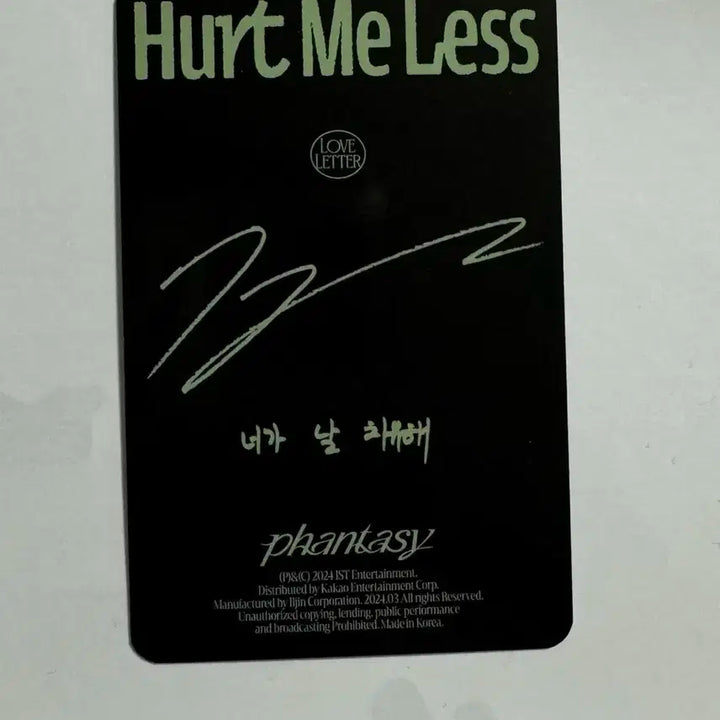 Hurt Me Less
LOVE
LETTER
너가 날 치유해
phantasy
(P)&(C) 2024 IST Entertainment.
Distributed by Kakao Entertainment Corp.
Manufactured by Iljin Corporation. 2024.03 All rights Reserved.
Unauthorized copying, lending, public performance
and broadcasting Prohibited. Made in Korea.